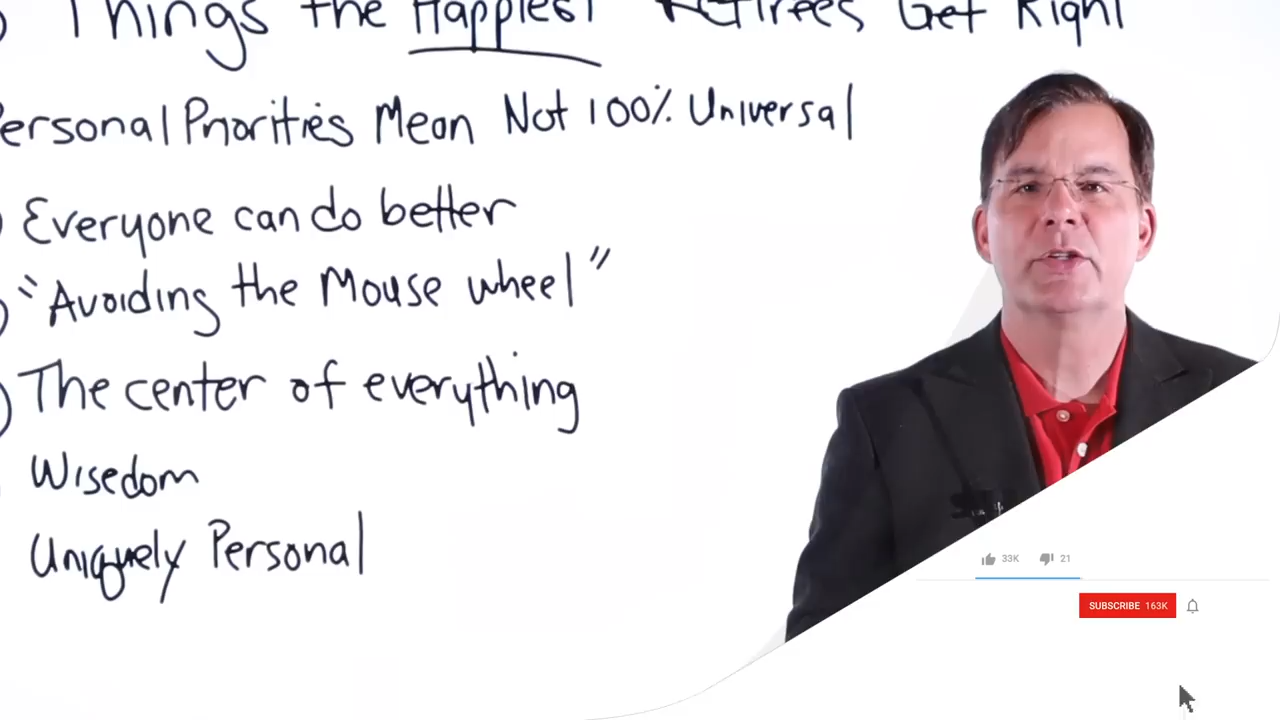 Things the Happiest Retirees Get Right
Personal Priorities Mean Not 100% Universal
Everyone can do better
"Avoiding the Mouse wheel"
The center of everything
Wisedom
Uniquely Personal
33K 21
SUBSCRIBE 163K